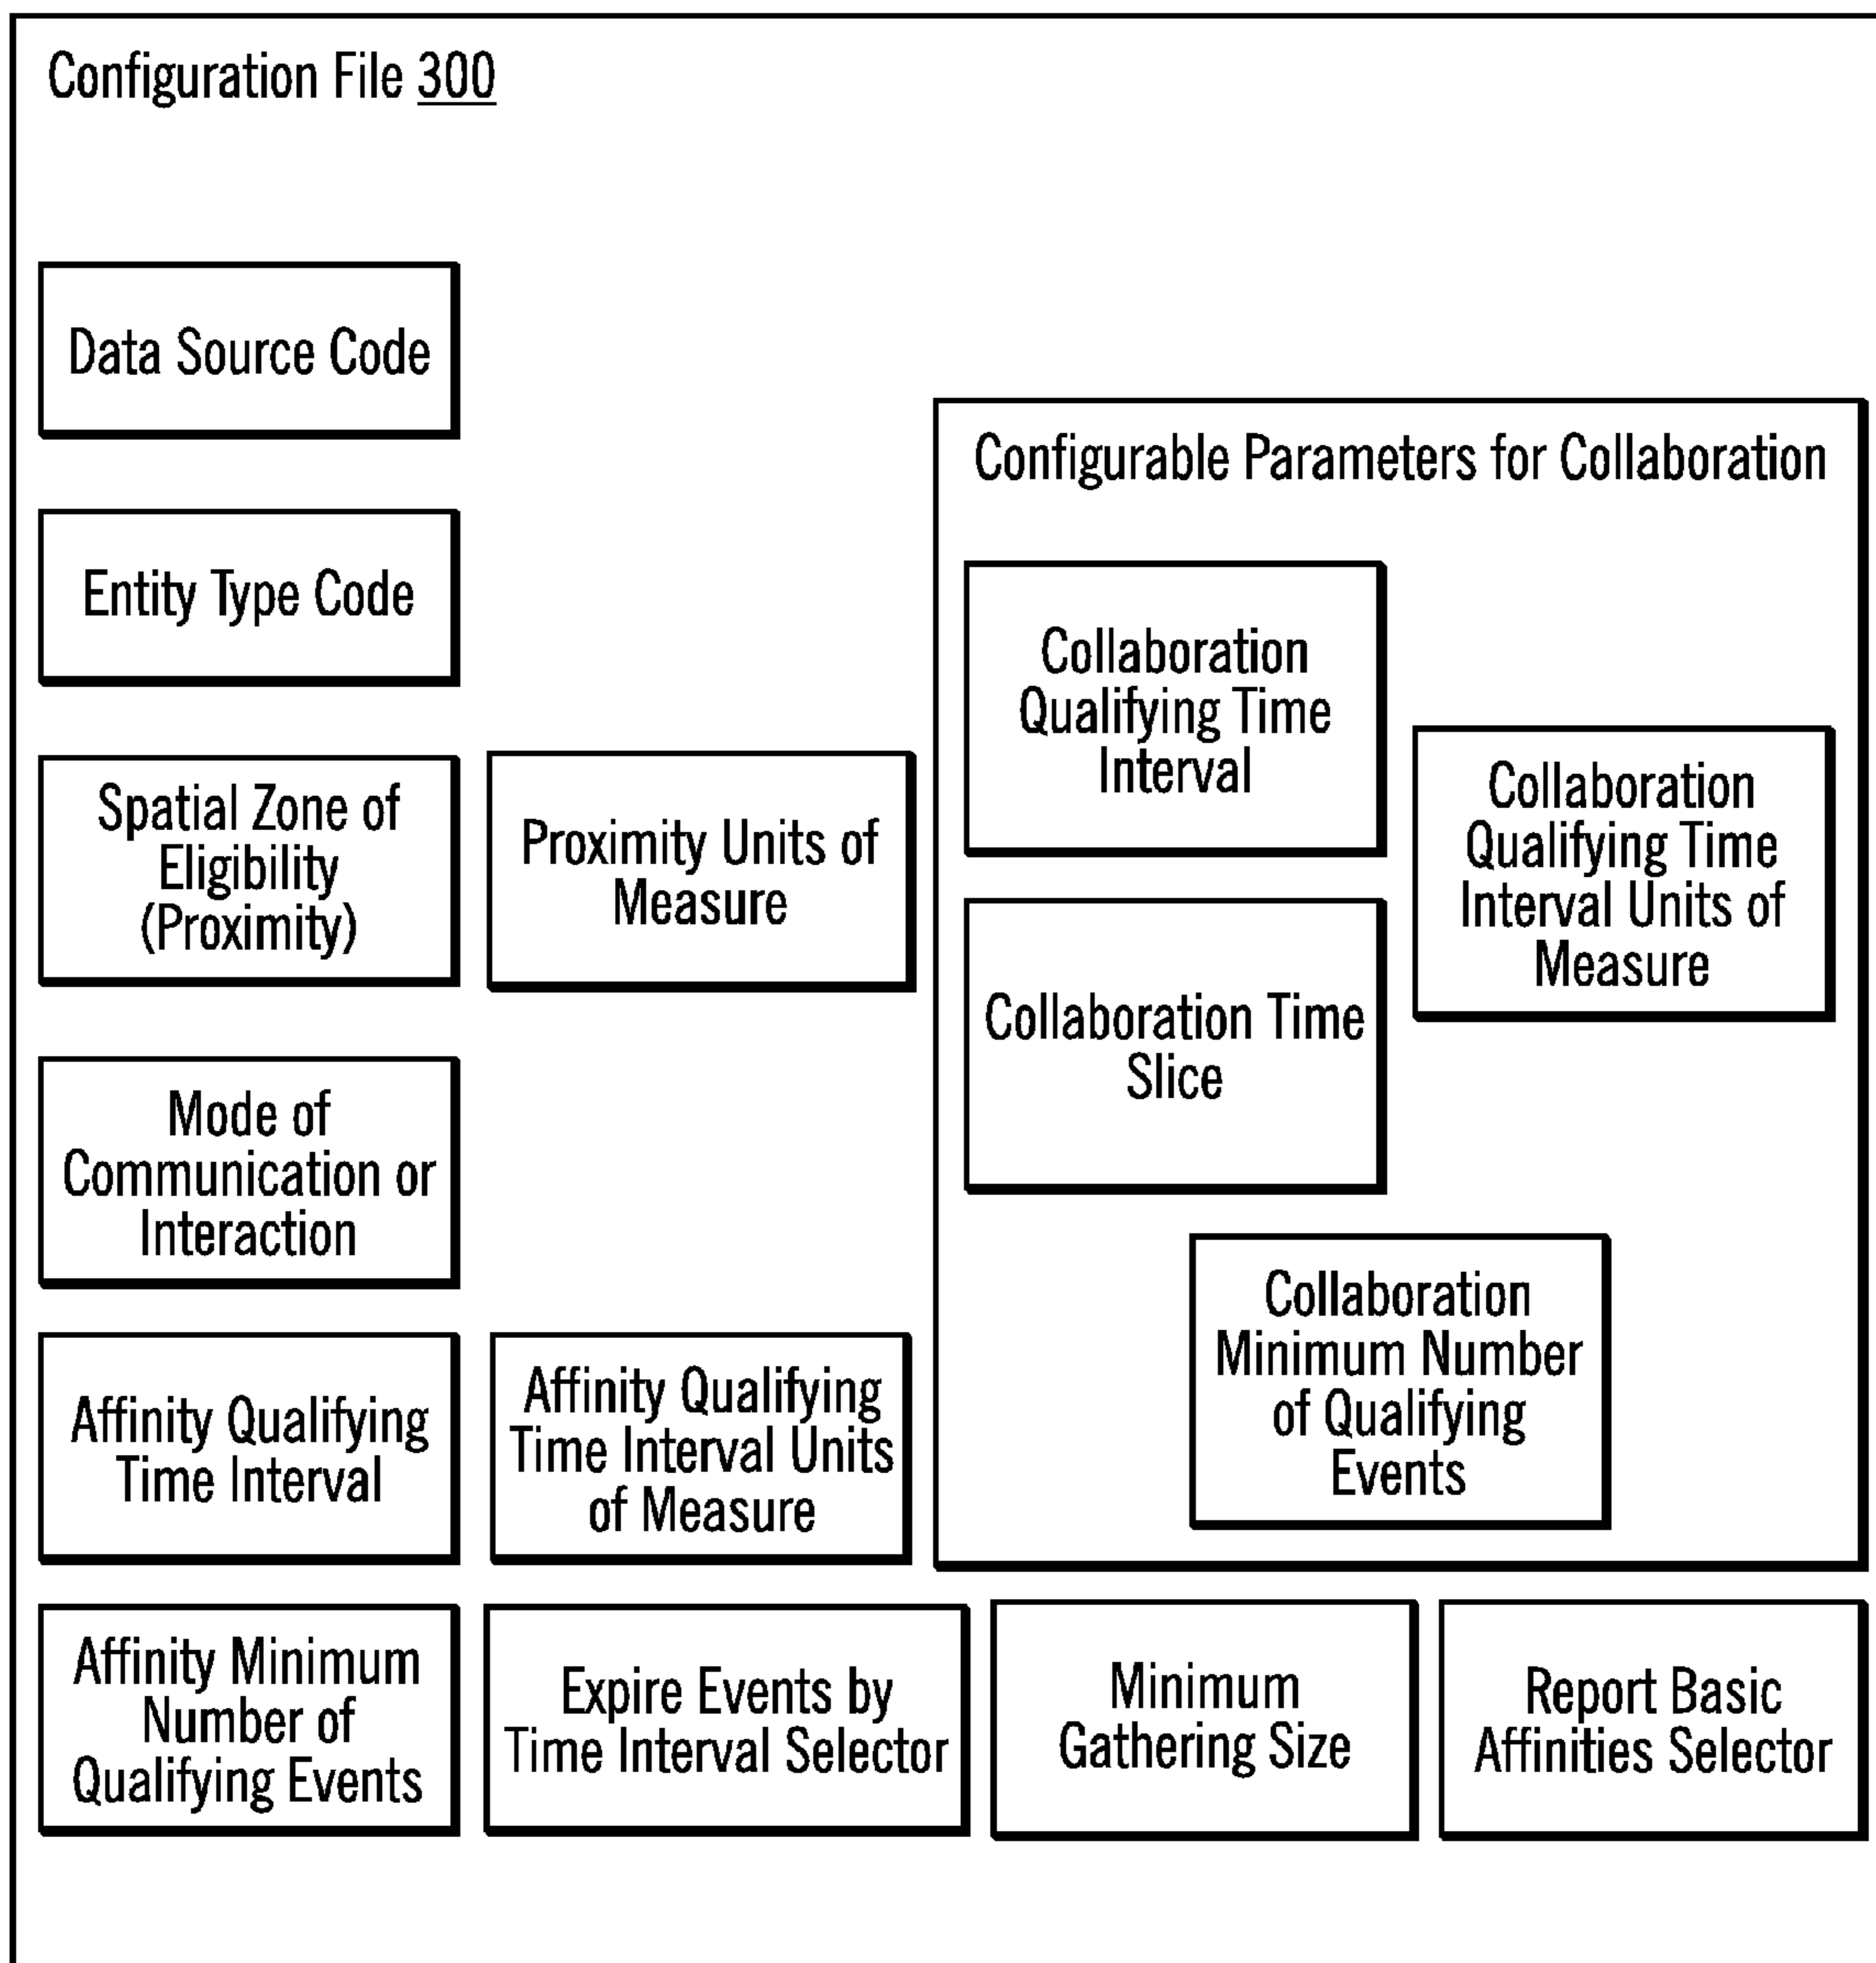 Configuration File 300
Data Source Code
Entity Type Code
Spatial Zone of
Eligibility
(Proximity)
Proximity Units of
Measure
Mode of
Communication or
Interaction
Affinity Qualifying
Time Interval
Affinity Qualifying
Time Interval Units
of Measure
Configurable Parameters for Collaboration
Collaboration
Qualifying Time
Interval
Collaboration
Qualifying Time
Interval Units of
Measure
Collaboration Time
Slice
Collaboration
Minimum Number
of Qualifying
Events
Affinity Minimum
Number of
Qualifying Events
Expire Events by
Time Interval Selector
Minimum
Gathering Size
Report Basic
Affinities Selector